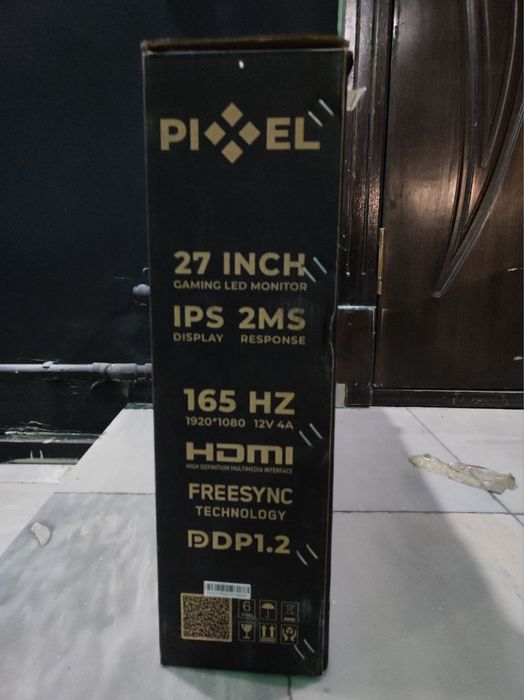 PIXEL
27 INCH
GAMING LED MONITOR
IPS 2MS
DISPLAY RESPONSE
165 HZ
1920*1080 12V 4A
HDMI
HIGH DEFINITION MULTIMEDIA INTERFACE
FREESYNC
TECHNOLOGY
DP1.2
6